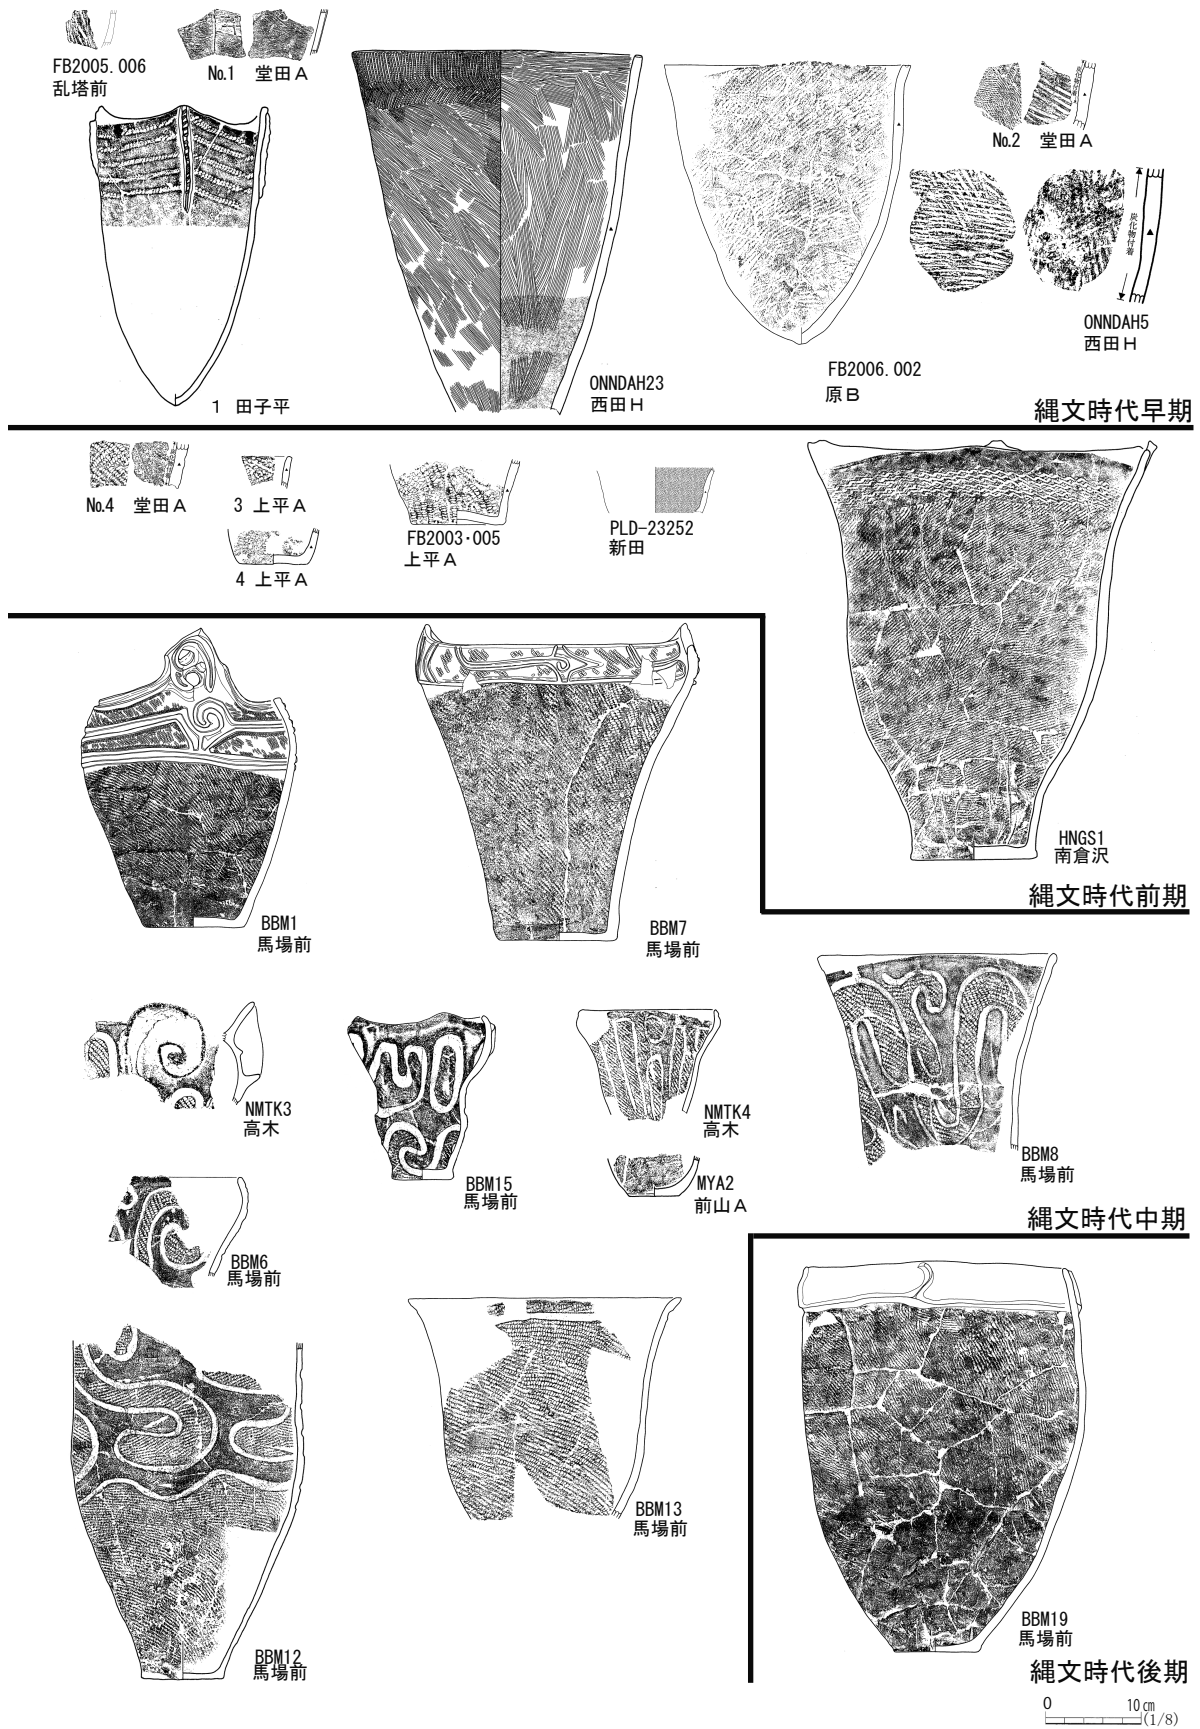 FB2005.006
乱塔前
No.1 堂田A
1 田子平
ONNDAH23
西田H
FB2006.002
原B
No.2 堂田A
炭化物付着
ONNDAH5
西田H
縄文時代早期
No.4 堂田A
3 上平A
4 上平A
FB2003・005
上平A
PLD-23252
新田
HNGS1
南倉沢
縄文時代前期
BBM1
馬場前
BBM7
馬場前
NMTK3
高木
BBM15
馬場前
NMTK4
高木
MYA2
前山A
BBM8
馬場前
縄文時代中期
BBM6
馬場前
BBM13
馬場前
BBM12
馬場前
BBM19
馬場前
縄文時代後期
0 10cm
(1/8)